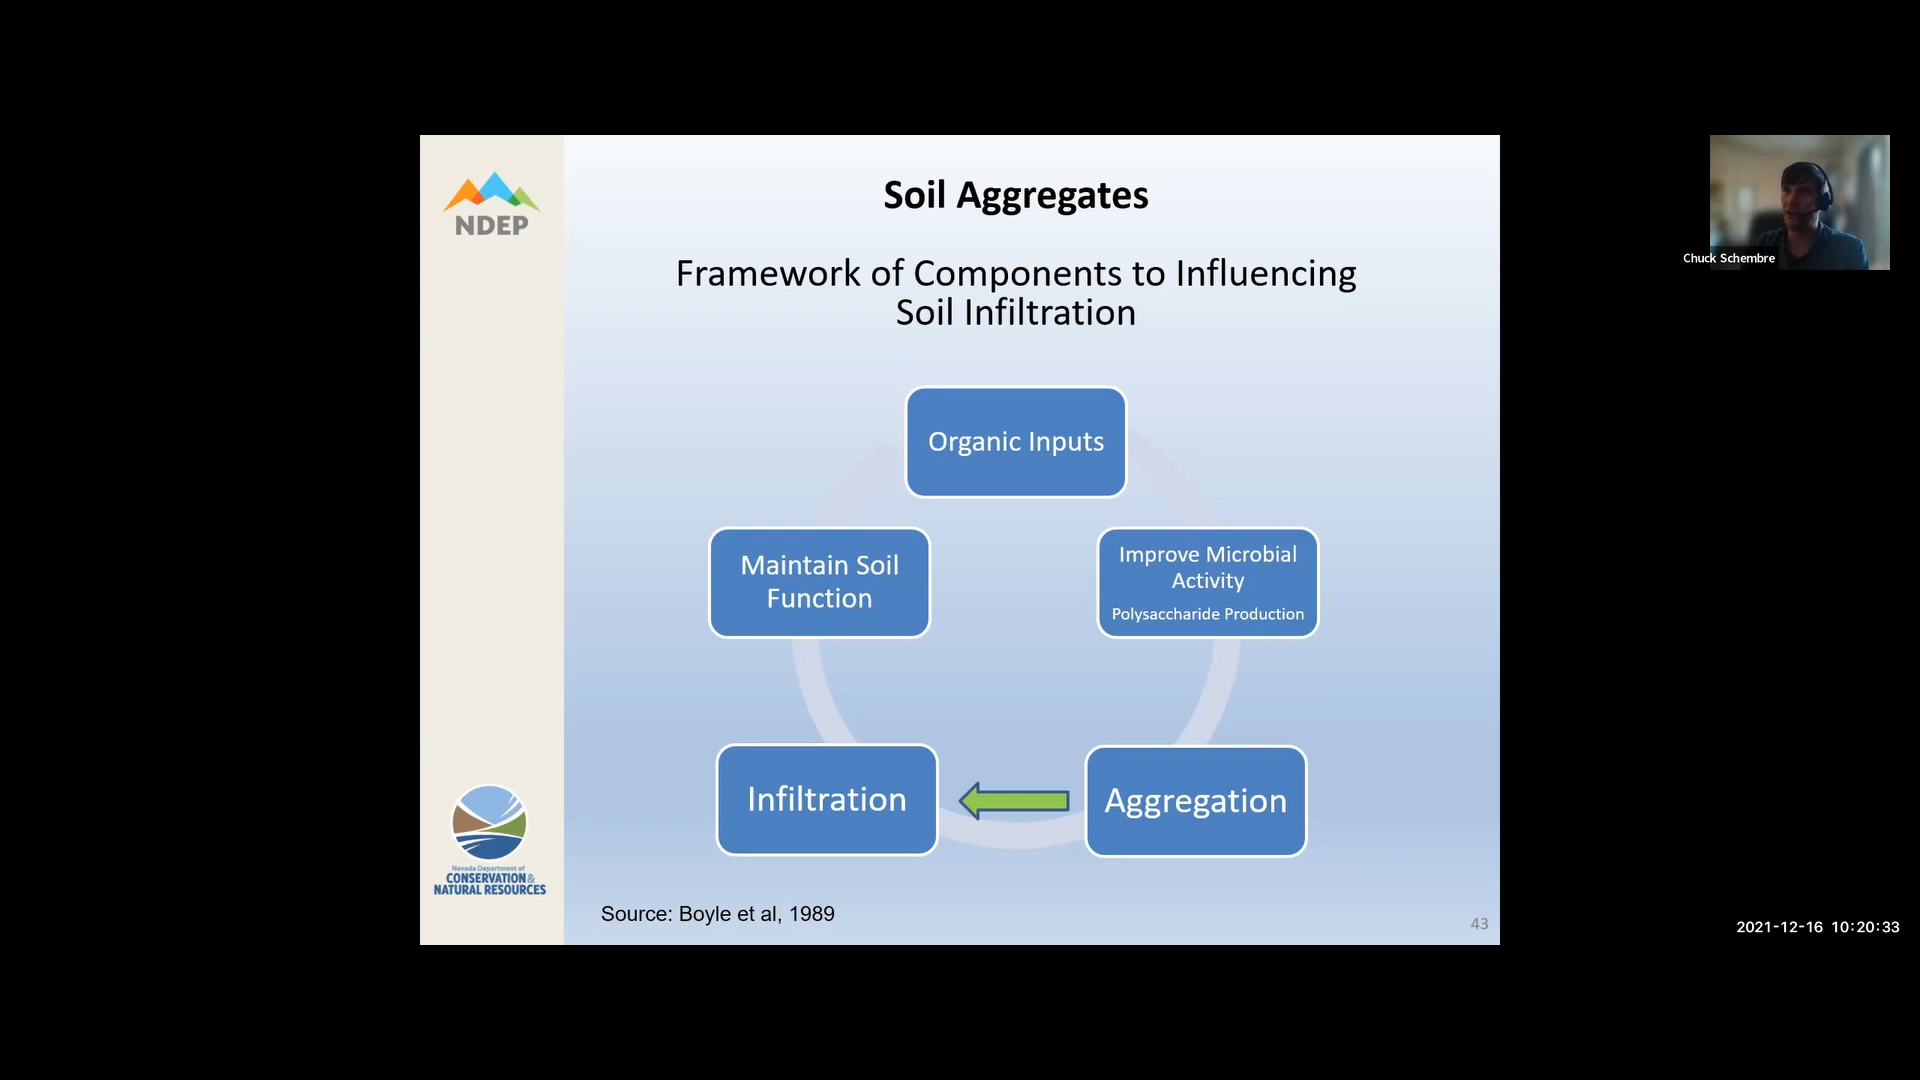 NDEP
Soil Aggregates
Framework of Components to Influencing
Soil Infiltration
Organic Inputs
Maintain Soil
Function
Improve Microbial
Activity
Polysaccharide Production
Infiltration
Aggregation
Nevada Department of
CONSERVATION &
NATURAL RESOURCES
Source: Boyle et al, 1989
43
Chuck Schembre
2021-12-16 10:20:33